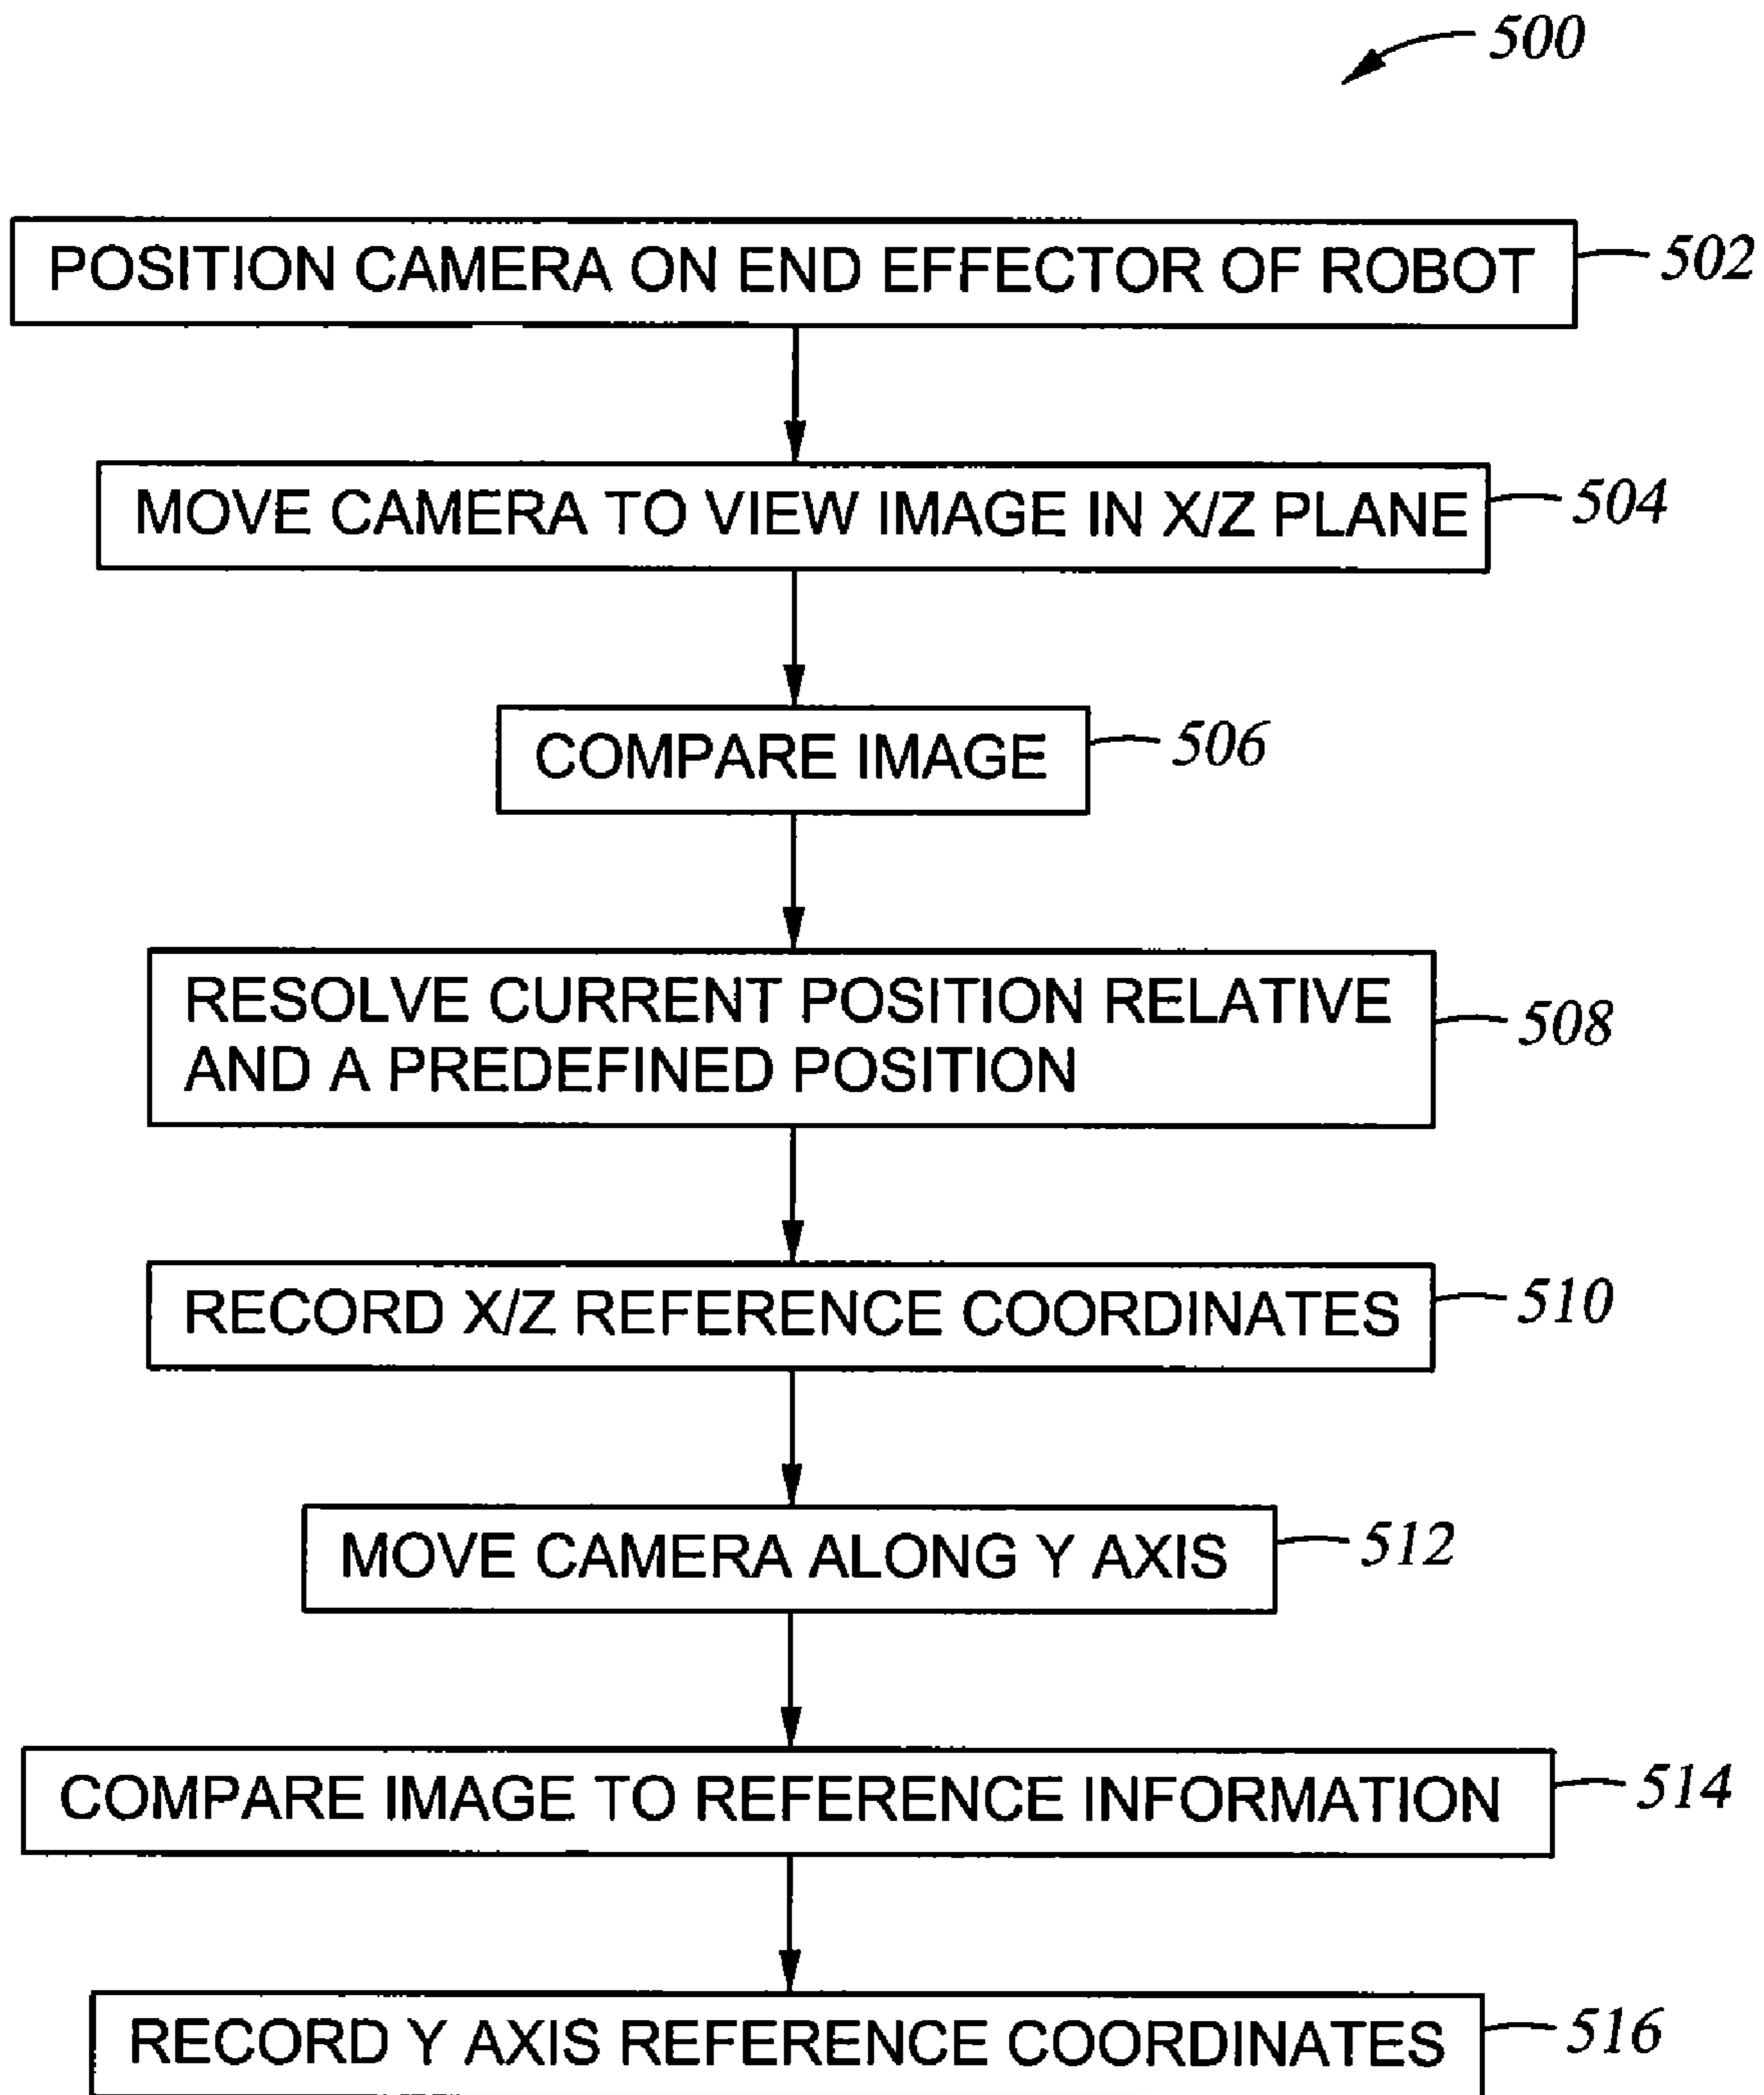 500
POSITION CAMERA ON END EFFECTOR OF ROBOT
502
MOVE CAMERA TO VIEW IMAGE IN X/Z PLANE
504
COMPARE IMAGE
506
RESOLVE CURRENT POSITION RELATIVE
AND A PREDEFINED POSITION
508
RECORD X/Z REFERENCE COORDINATES
510
MOVE CAMERA ALONG Y AXIS
512
COMPARE IMAGE TO REFERENCE INFORMATION
514
RECORD Y AXIS REFERENCE COORDINATES
516